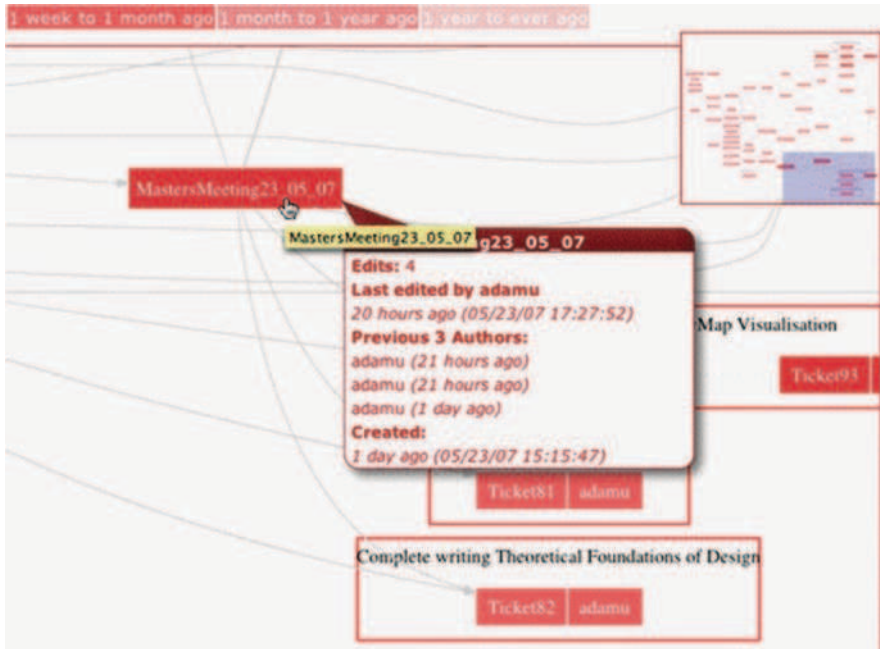 1 week to 1 month ago 1 month to 1 year ago 1 year to ever ago
MastersMeeting23_05_07
MastersMeeting23_05_07
g23_05_07
Edits: 4
Last edited by adamu
20 hours ago (05/23/07 17:27:52)
Previous 3 Authors:
adamu (21 hours ago)
adamu (21 hours ago)
adamu (1 day ago)
Created:
1 day ago (05/23/07 15:15:47)
Map Visualisation
Ticket93
Ticket81 adamu
Complete writing Theoretical Foundations of Design
Ticket82 adamu